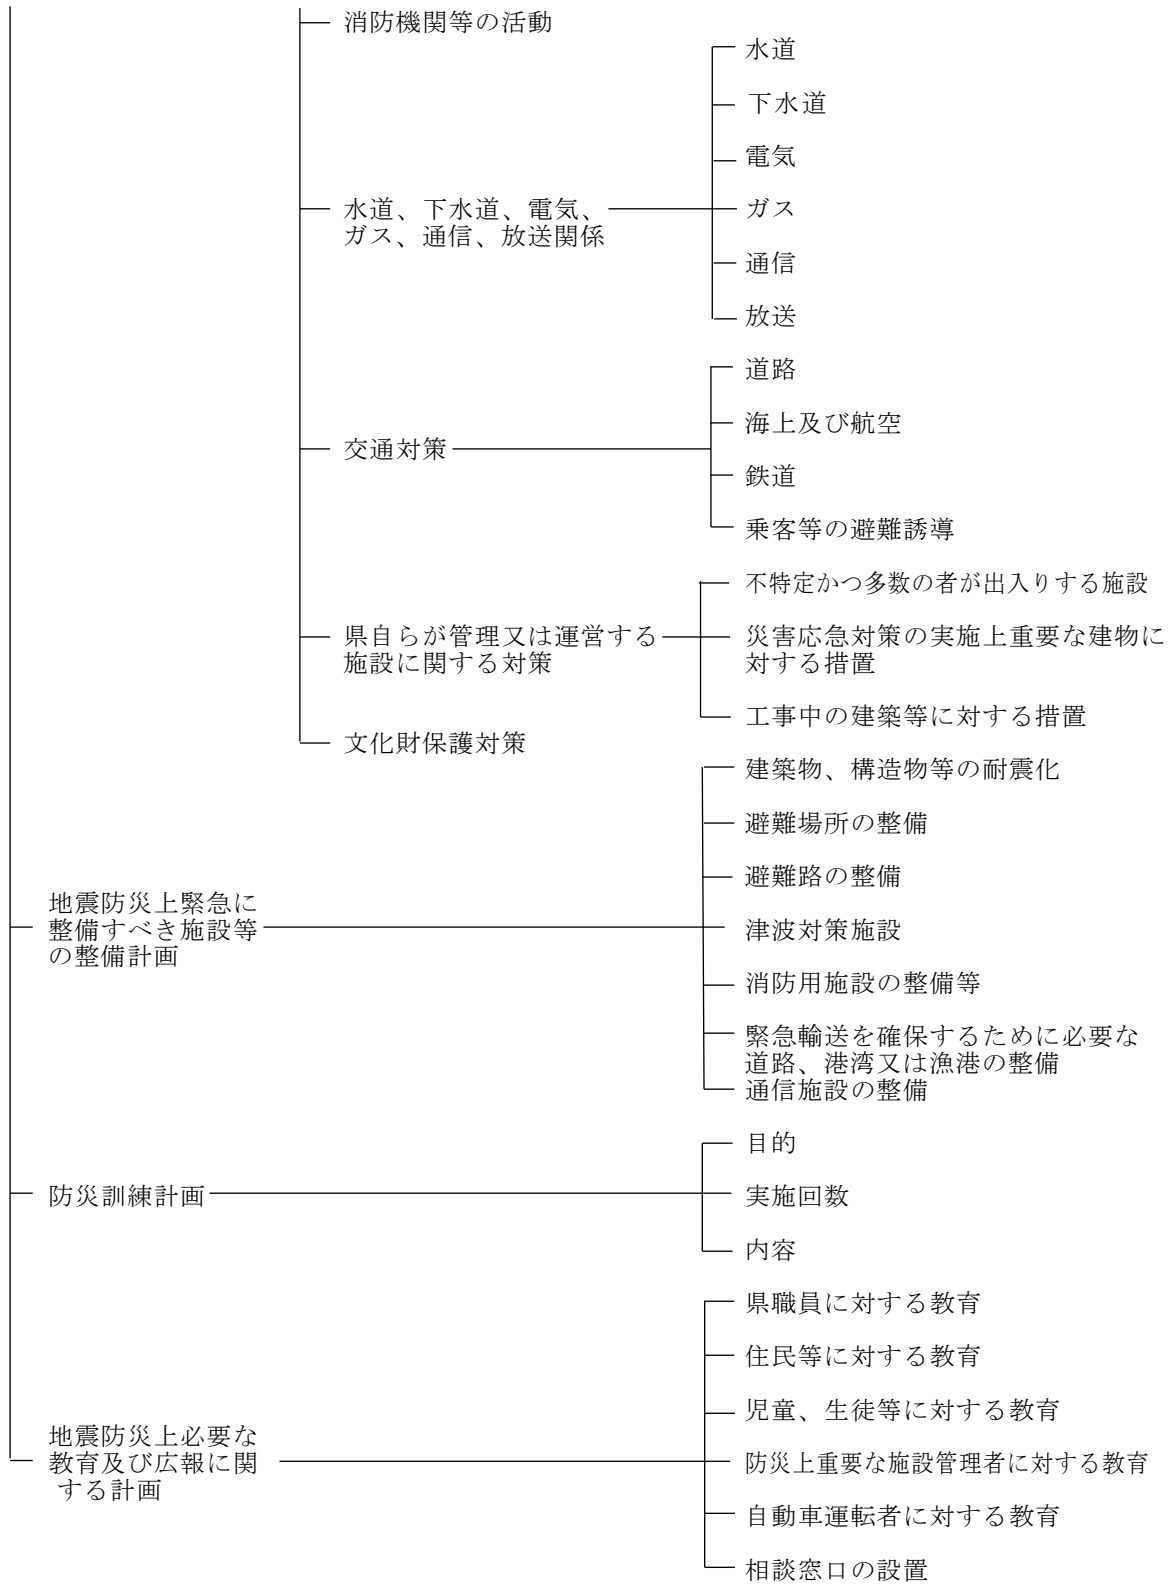 消防機関等の活動
水道、下水道、電気、
ガス、通信、放送関係
水道
下水道
電気
ガス
通信
放送
交通対策
道路
海上及び航空
鉄道
乗客等の避難誘導
県自らが管理又は運営する
施設に関する対策
不特定かつ多数の者が出入りする施設
災害応急対策の実施上重要な建物に
対する措置
工事中の建築等に対する措置
文化財保護対策
地震防災上緊急に
整備すべき施設等
の整備計画
建築物、構造物等の耐震化
避難場所の整備
避難路の整備
津波対策施設
消防用施設の整備等
緊急輸送を確保するために必要な
道路、港湾又は漁港の整備
通信施設の整備
防災訓練計画
目的
実施回数
内容
地震防災上必要な
教育及び広報に関
する計画
県職員に対する教育
住民等に対する教育
児童、生徒等に対する教育
防災上重要な施設管理者に対する教育
自動車運転者に対する教育
相談窓口の設置